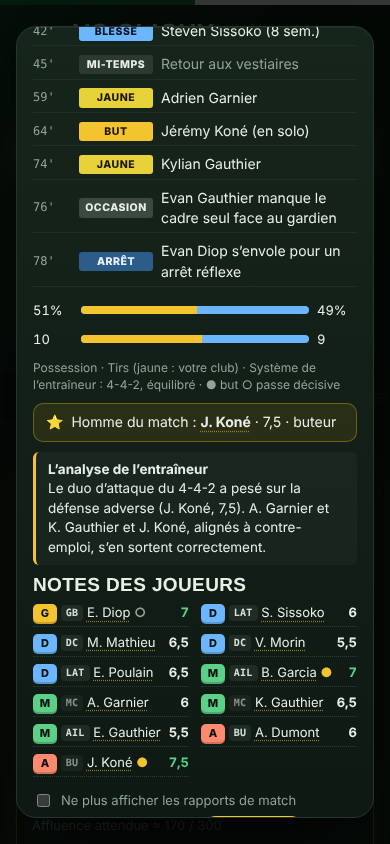 42' BLESSÉ Steven Sissoko (8 sem.)
45' MI-TEMPS Retour aux vestiaires
59' JAUNE Adrien Garnier
64' BUT Jérémy Koné (en solo)
74' JAUNE Kylian Gauthier
76' OCCASION Evan Gauthier manque le
cadre seul face au gardien
78' ARRÊT Evan Diop s'envole pour un
arrêt réflexe
51% 49%
10 9
Possession · Tirs (jaune : votre club) · Système de
l'entraîneur : 4-4-2, équilibré · ● but ○ passe décisive
⭐ Homme du match : J. Koné · 7,5 · buteur
L'analyse de l'entraîneur
Le duo d'attaque du 4-4-2 a pesé sur la
défense adverse (J. Koné, 7,5). A. Garnier et
K. Gauthier et J. Koné, alignés à contre-
emploi, s'en sortent correctement.
NOTES DES JOUEURS
G GB E. Diop 7 D LAT S. Sissoko 6
D DC M. Mathieu 6,5 D DC V. Morin 5,5
D LAT E. Poulain 6,5 M AIL B. Garcia 7
M MC A. Garnier 6 M MC K. Gauthier 6,5
M AIL E. Gauthier 5,5 A BU A. Dumont 6
A BU J. Koné 7,5
Ne plus afficher les rapports de match
Affluence attendue ≈ 170 / 300